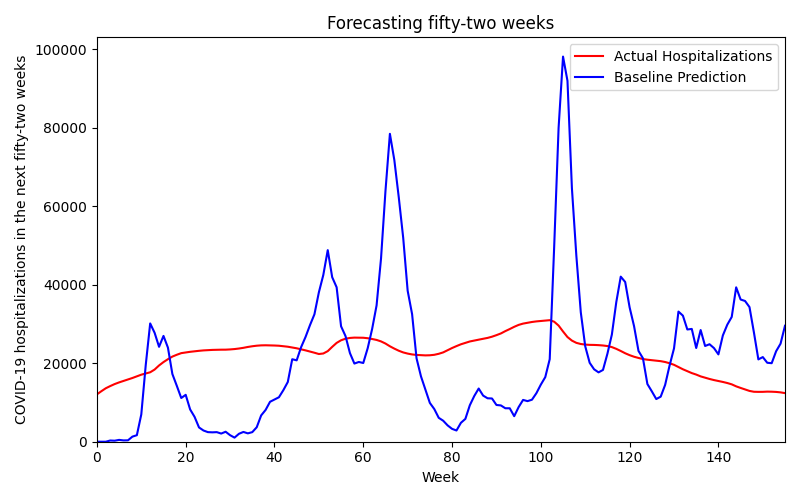 Forecasting fifty-two weeks
COVID-19 hospitalizations in the next fifty-two weeks
100000
80000
60000
40000
20000
0
Actual Hospitalizations
Baseline Prediction
0 20 40 60 80 100 120 140
Week